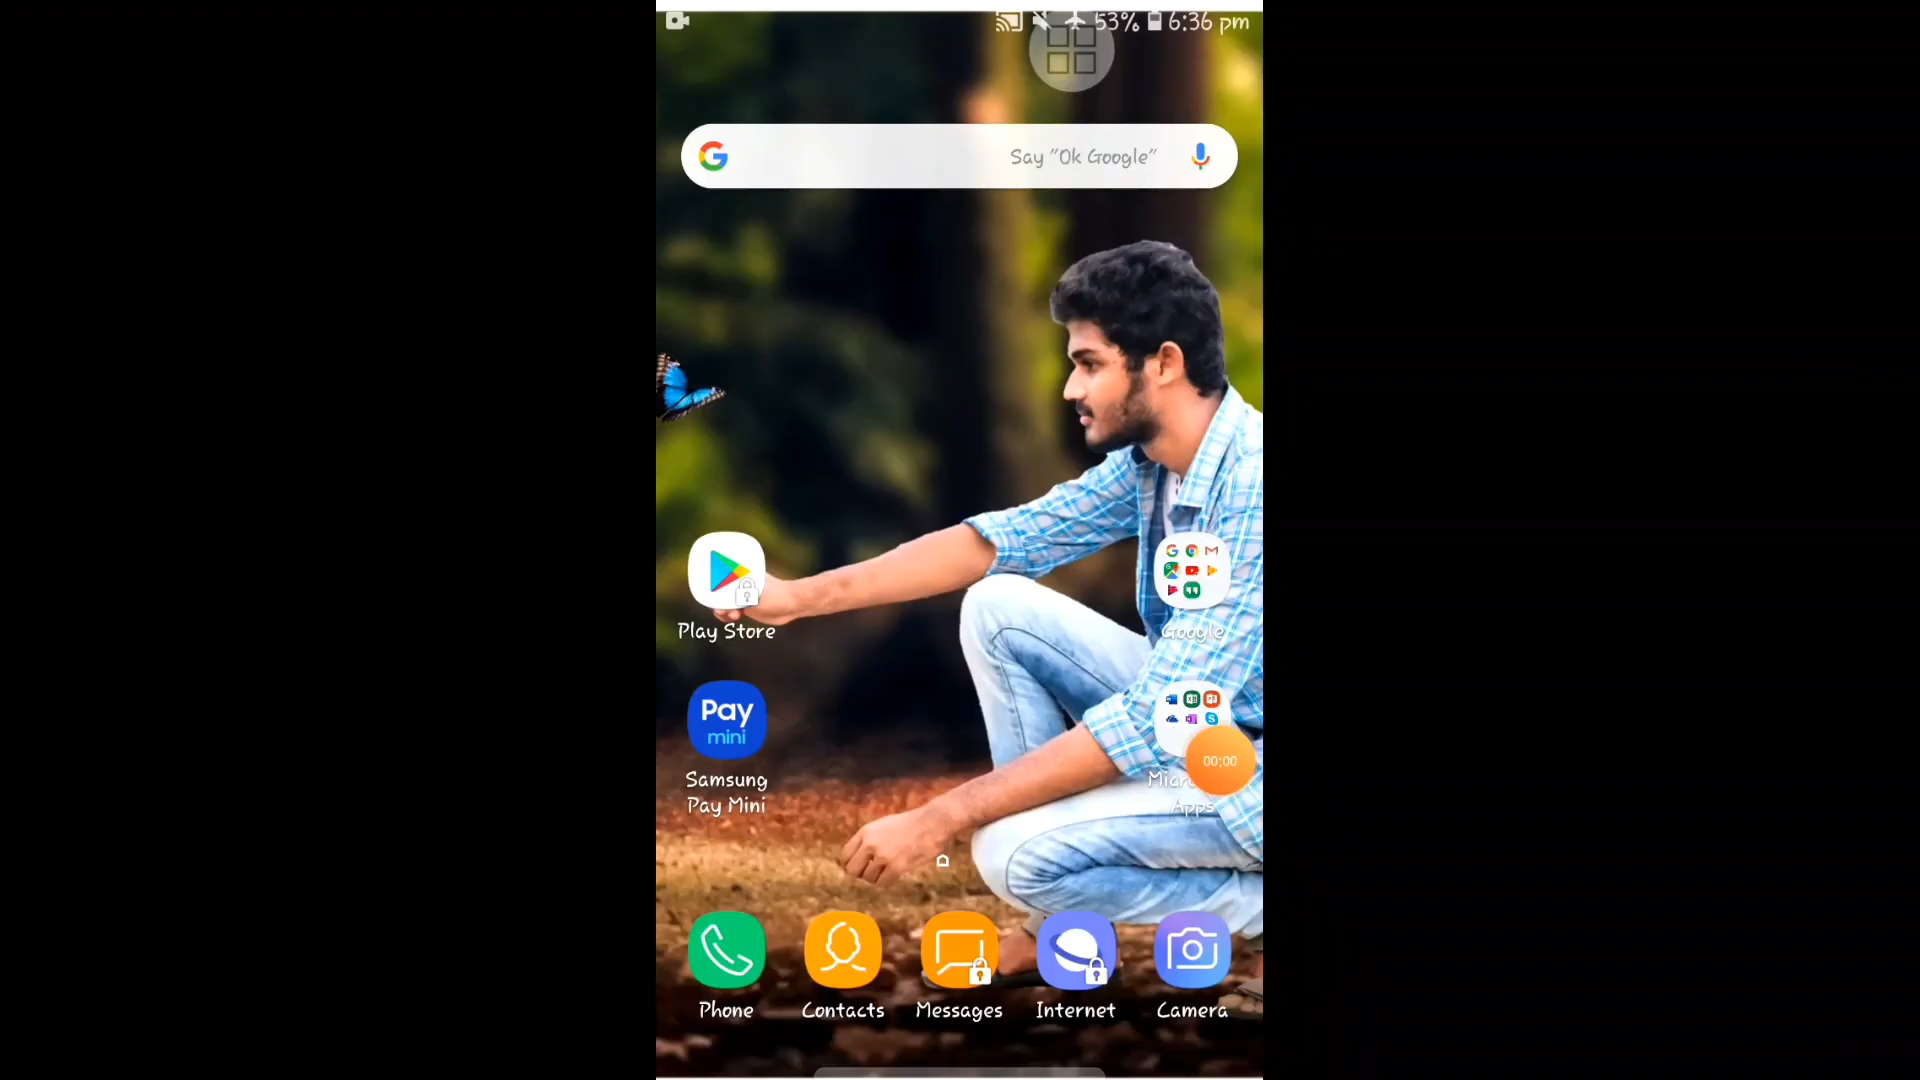 53% 6:36 pm
Say "Ok Google"
Play Store
Google
Pay
mini
Samsung
Pay Mini
00:00
Apps
Phone
Contacts
Messages
Internet
Camera